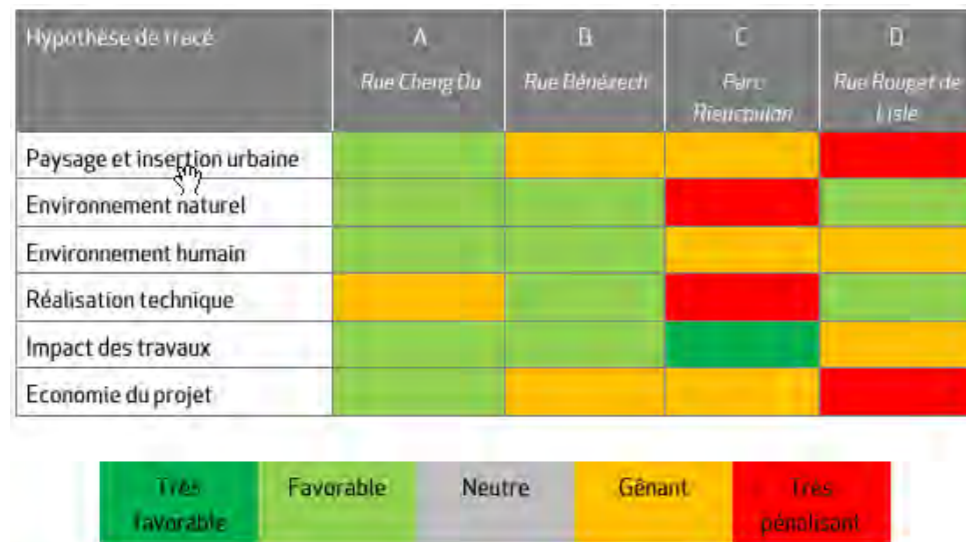 Hypothèse de tracé
A
B
C
D
Rue Cheng Du
Rue Bénézech
Parc
Rue Rouget de
Rieucoulon
Lisle
Paysage et insertion urbaine
Environnement naturel
Environnement humain
Réalisation technique
Impact des travaux
Economie du projet
Très
Favorable
Neutre
Gênant
Très
favorable
pénalisant